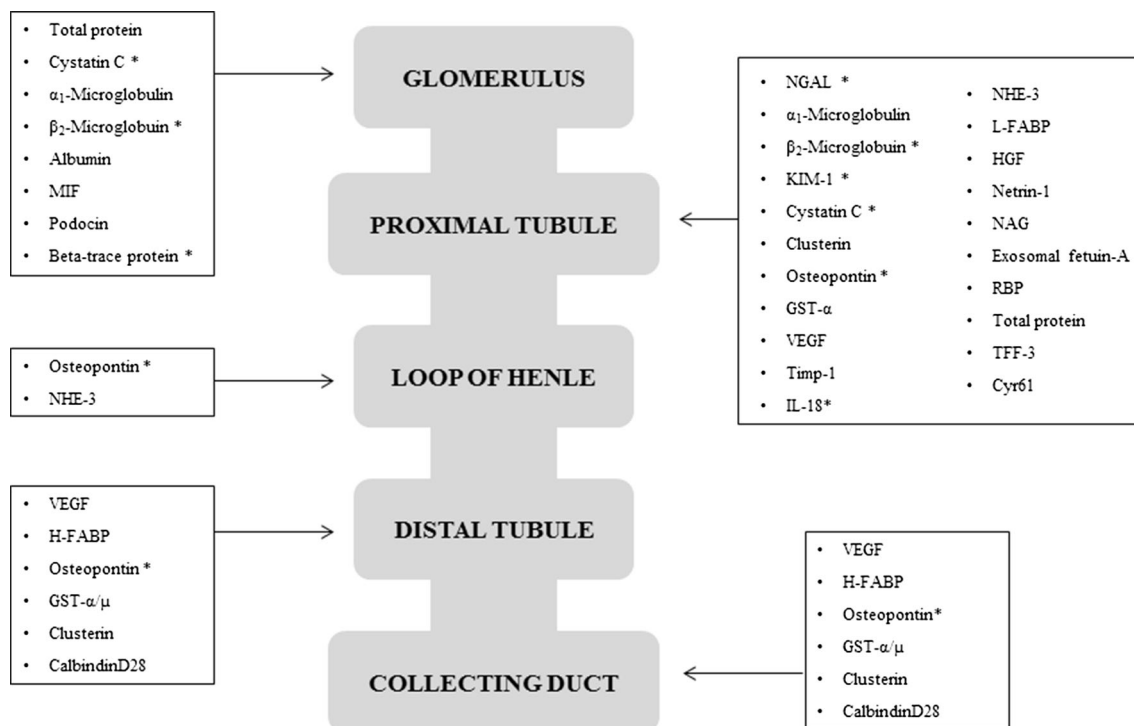 • Total protein
• Cystatin C *
• α₁-Microglobulin
• β₂-Microglobuin *
• Albumin
• MIF
• Podocin
• Beta-trace protein *
GLOMERULUS
• NGAL *
• α₁-Microglobulin
• β₂-Microglobuin *
• KIM-1 *
• Cystatin C *
• Clusterin
• Osteopontin *
• GST-α
• VEGF
• Timp-1
• IL-18*
• NHE-3
• L-FABP
• HGF
• Netrin-1
• NAG
• Exosomal fetuin-A
• RBP
• Total protein
• TFF-3
• Cyr61
PROXIMAL TUBULE
• Osteopontin *
• NHE-3
LOOP OF HENLE
• VEGF
• H-FABP
• Osteopontin *
• GST-α/μ
• Clusterin
• CalbindinD28
DISTAL TUBULE
• VEGF
• H-FABP
• Osteopontin*
• GST-α/μ
• Clusterin
• CalbindinD28
COLLECTING DUCT